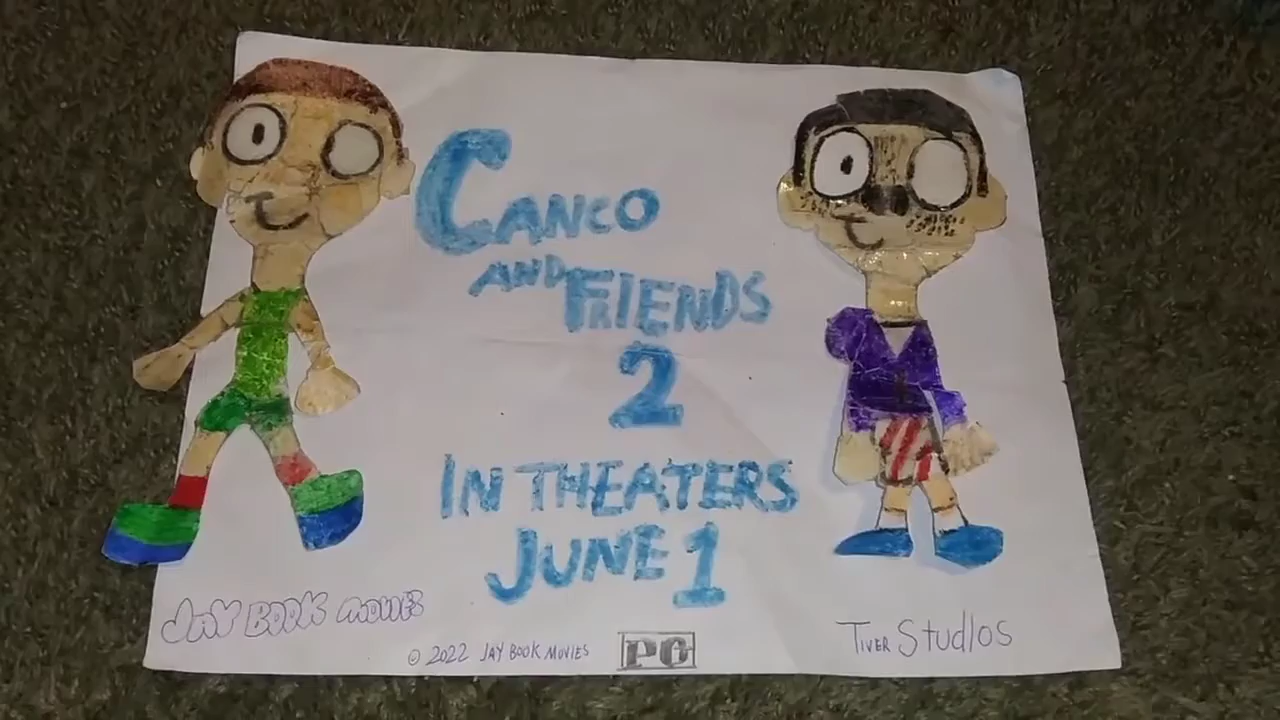 CANCO
AND FRIENDS
2
IN THEATERS
JUNE 1
JAY BOOK MOVIES
© 2022 JAY BOOK MOVIES
PG
TIVER STUDIOS